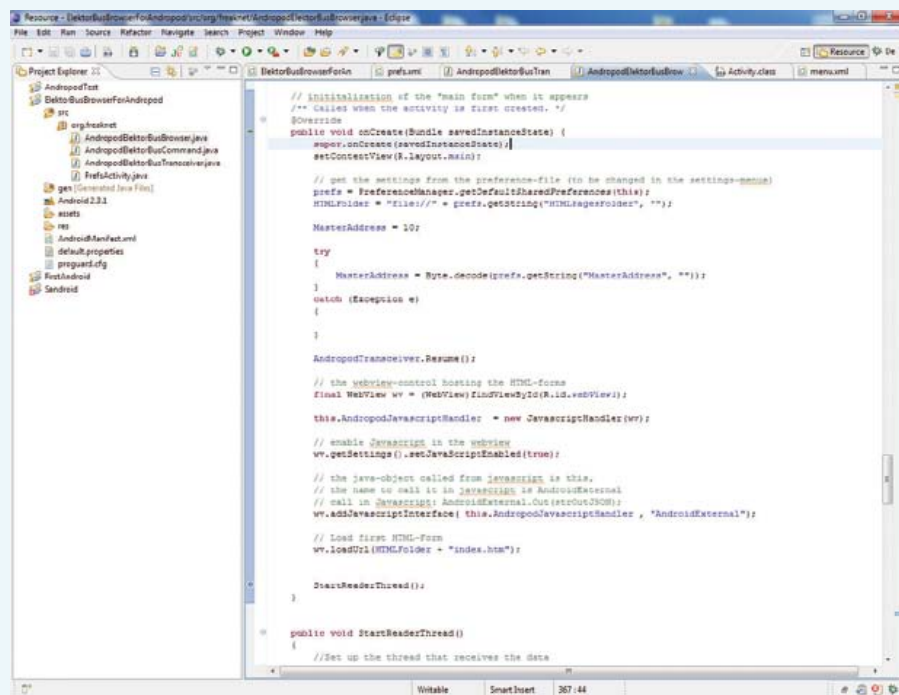 Resource - ElektorBusBrowserforAndropod/src/org/freaknet/AndropodElektorBusBrowser.java - Eclipse
File Edit Run Source Refactor Navigate Search Project Window Help
Resource De
Project Explorer
ElektorBusBrowserForAn prefs.xml AndropodElektorBusTran AndropodElektorBusBrow Activity.class menu.xml
AndropodTest
ElektorBusBrowserForAndropod
src
org.freaknet
AndropodElektorBusBrowser.java
AndropodElektorBusCommand.java
AndropodElektorBusTransceiver.java
PrefsActivity.java
gen [Generated Java Files]
Android 2.3.1
assets
res
AndroidManifest.xml
default.properties
proguard.cfg
FirstAndroid
Sendroid
// inititalization of the "main form" when it appears
/** Called when the activity is first created. */
@Override
public void onCreate(Bundle savedInstanceState) {
super.onCreate(savedInstanceState);
setContentView(R.layout.main);
// get the settings from the preference-file (to be changed in the settings-menus)
prefs = PreferenceManager.getDefaultSharedPreferences(this);
HTMLFolder = "file://" + prefs.getString("HTMLPagesFolder", "");
MasterAddress = 10;
try
{
MasterAddress = Byte.decode(prefs.getString("MasterAddress", ""));
}
catch (Exception e)
{
}
AndropodTransceiver.Resume();
// the webview-control hosting the HTML-forms
final WebView wv = (WebView)findViewById(R.id.webView1);
this.AndropodJavascriptHandler = new JavascriptHandler(wv);
// enable Javascript in the webview
wv.getSettings().setJavaScriptEnabled(true);
// the java-object called from javascript is this,
// the name to call it in javascript is AndroidExternal
// call in Javascript: AndroidExternal.Out(strOutJSON);
wv.addJavascriptInterface( this.AndropodJavascriptHandler , "AndroidExternal");
// Load first HTML-Form
wv.loadUrl(HTMLFolder + "index.htm");
StartReaderThread();
}
public void StartReaderThread()
{
//Set up the thread that receives the data
Writable Smart Insert 367 : 44